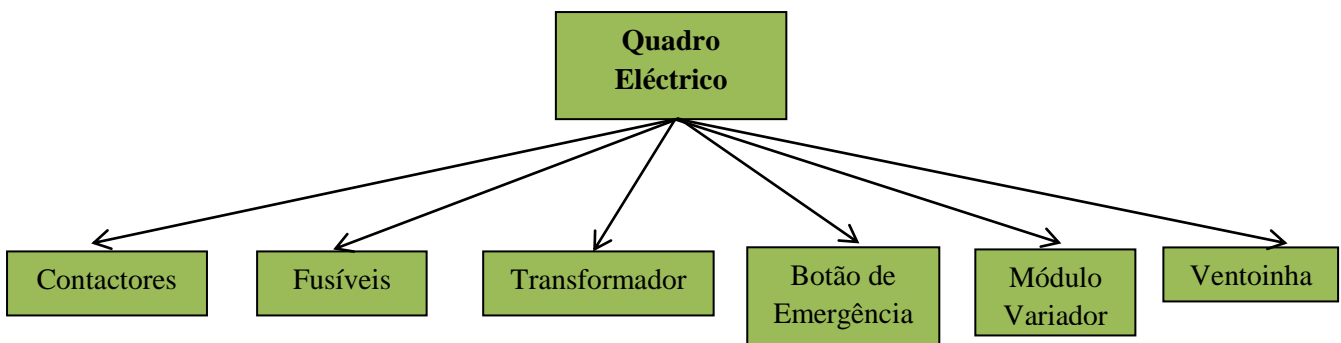 Quadro
Eléctrico
Contactores
Fusíveis
Transformador
Botão de
Emergência
Módulo
Variador
Ventoinha